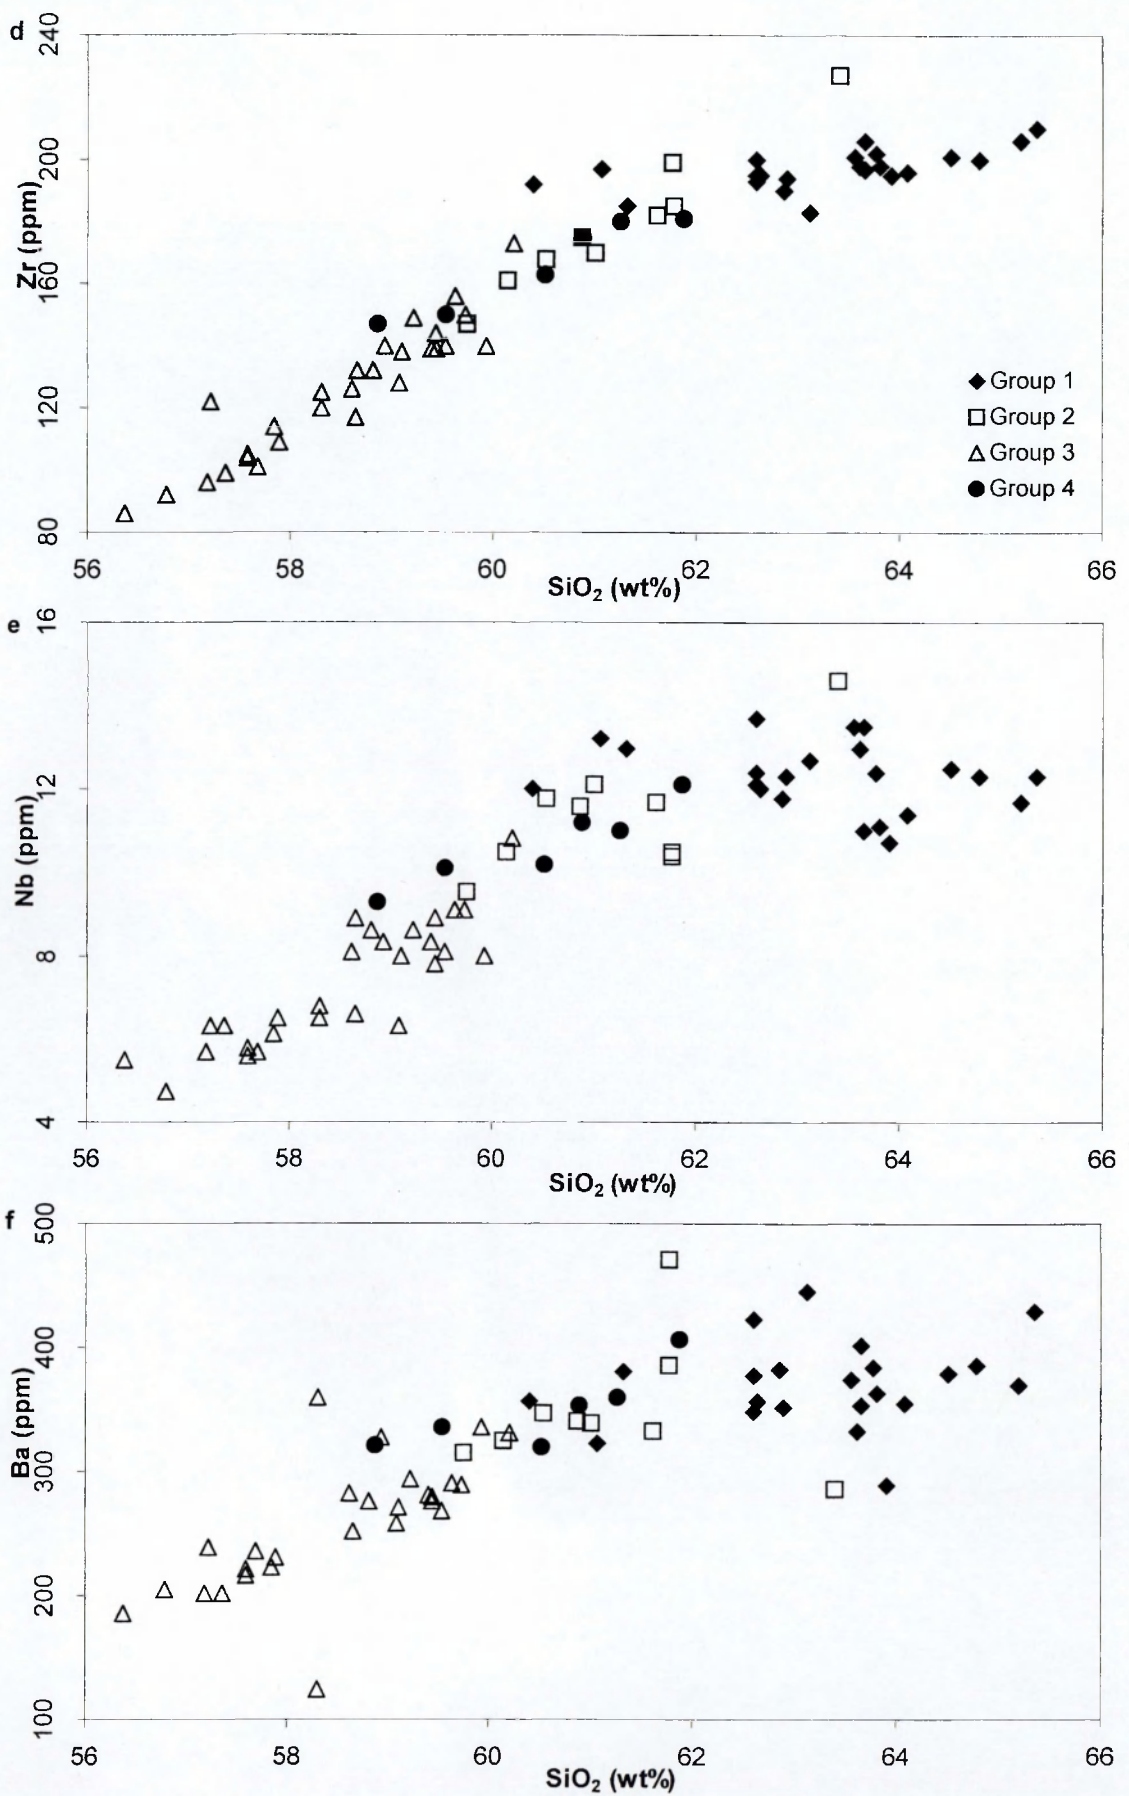 d
240
200
160
120
80
Zr (ppm)
Group 1
Group 2
Group 3
Group 4
56 58 60 62 64 66
SiO₂ (wt%)
e
16
12
8
4
Nb (ppm)
56 58 60 62 64 66
SiO₂ (wt%)
f
500
400
300
200
100
Ba (ppm)
56 58 60 62 64 66
SiO₂ (wt%)